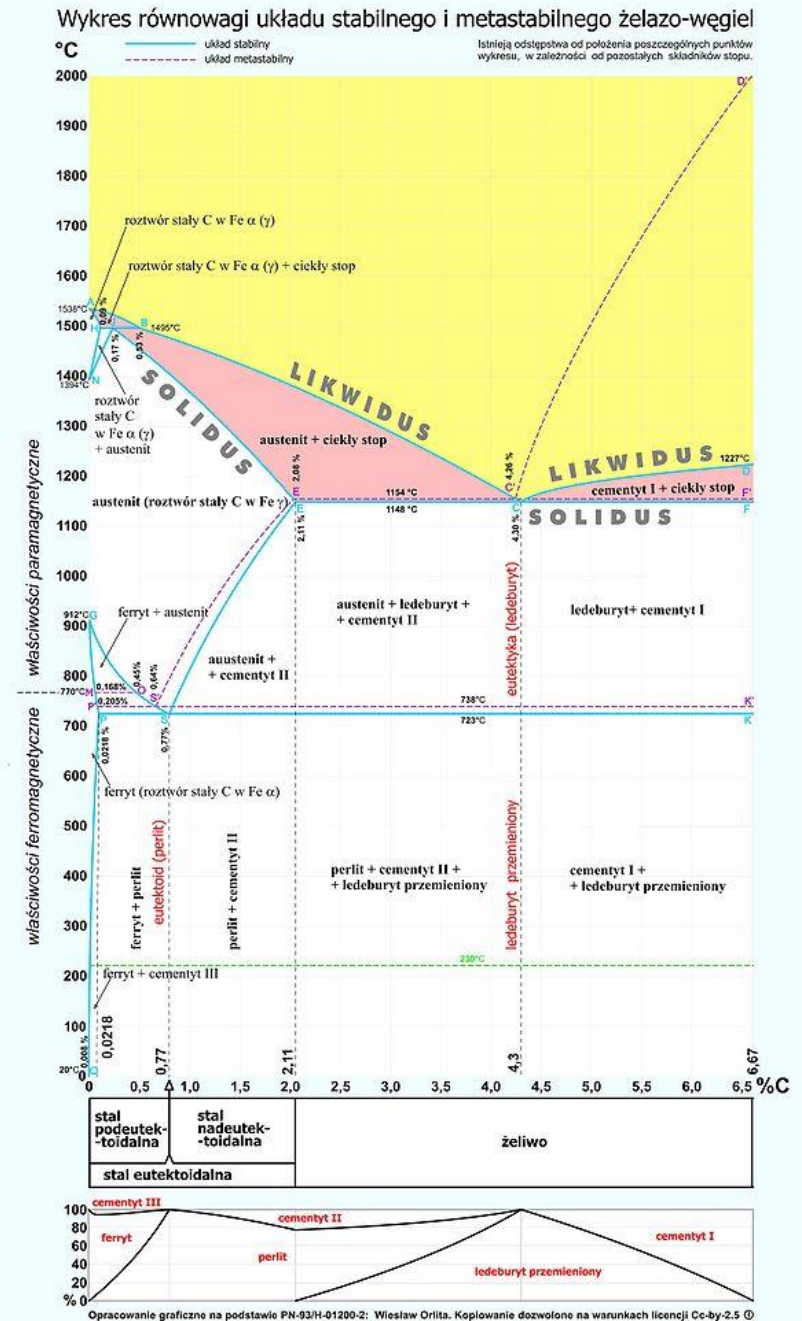 Wykres równowagi układu stabilnego i metastabilnego żelazo-węgiel
°C
układ stabilny
układ metastabilny
Istnieją odstępstwa od położenia poszczególnych punktów
wykresu, w zależności od pozostałych składników stopu.
2000
D'
1900
1800
1700
roztwór stały C w Fe α (γ)
1600
roztwór stały C w Fe α (γ) + ciekły stop
A
1538°C
0,09 %
1500
H
J
B
1495°C
0,17 %
0,53 %
1400
1394°C
N
roztwór
stały C
w Fe α (γ)
+ austenit
SOLIDUS
LIKWIDUS
1300
austenit + ciekły stop
1200
2,08 %
4,26 %
LIKWIDUS
1227°C
D
E'
1154 °C
C'
cementyt I + ciekły stop
F'
austenit (roztwór stały C w Fe γ)
E
1148 °C
C
F
SOLIDUS
1100
2,11 %
4,30 %
1000
właściwości paramagnetyczne
austenit + ledeburyt +
+ cementyt II
eutektyka (ledeburyt)
ledeburyt+ cementyt I
912°C
G
900
ferryt + austenit
800
auustenit +
+ cementyt II
0,45%
0,64%
770°C
M
0,168%
O
S'
P'
0,205%
738°C
K'
700
P
S
723°C
K
0,0218 %
0,77%
600
ferryt (roztwór stały C w Fe α)
właściwości ferromagnetyczne
500
400
300
ferryt + perlit
eutektoid (perlit)
perlit + cementyt II
perlit + cementyt II +
+ ledeburyt przemieniony
ledeburyt przemieniony
cementyt I +
+ ledeburyt przemieniony
230°C
200
ferryt + cementyt III
100
0,008 %
0,0218
0,77
2,11
4,3
6,67
20°C
Q
0
0 0,5 1,0 1,5 2,0 2,5 3,0 3,5 4,0 4,5 5,0 5,5 6,0 6,5 %C
stal
podeutek-
-toidalna
stal
nadeutek-
-toidalna
żeliwo
stal eutektoidalna
100
80
60
40
20
% 0
cementyt III
ferryt
cementyt II
perlit
cementyt I
ledeburyt przemieniony
Opracowanie graficzne na podstawie PN-93/H-01200-2: Wiesław Orlita. Kopiowanie dozwolone na warunkach licencji Cc-by-2.5